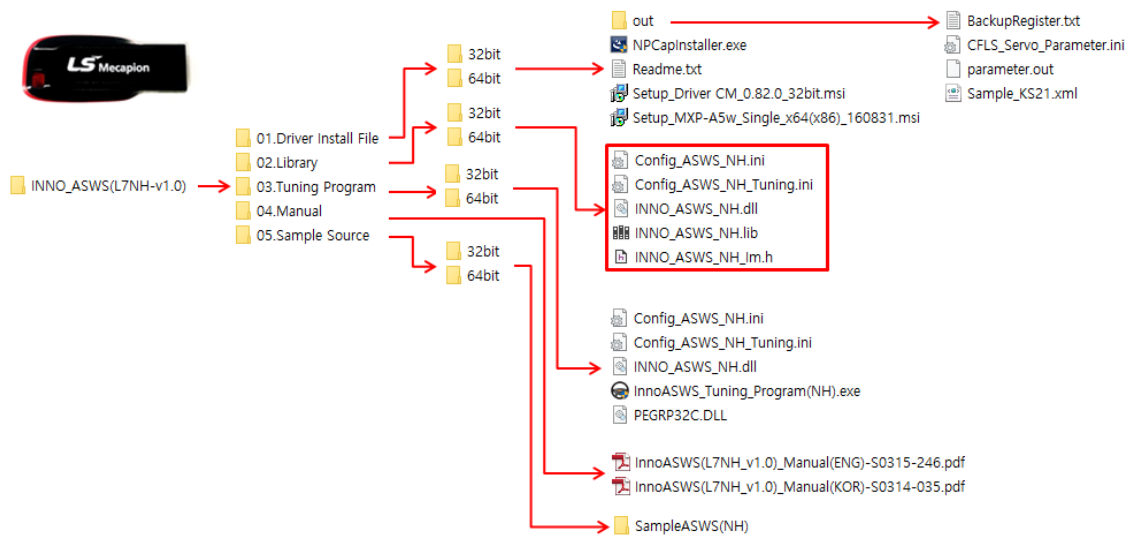 LS Mecapion
INNO_ASWS(L7NH-v1.0)
01.Driver Install File
02.Library
03.Tuning Program
04.Manual
05.Sample Source
32bit
64bit
32bit
64bit
32bit
64bit
32bit
64bit
out
NPCapInstaller.exe
Readme.txt
Setup_Driver CM_0.82.0_32bit.msi
Setup_MXP-A5w_Single_x64(x86)_160831.msi
BackupRegister.txt
CFLS_Servo_Parameter.ini
parameter.out
Sample_KS21.xml
Config_ASWS_NH.ini
Config_ASWS_NH_Tuning.ini
INNO_ASWS_NH.dll
INNO_ASWS_NH.lib
INNO_ASWS_NH_Im.h
Config_ASWS_NH.ini
Config_ASWS_NH_Tuning.ini
INNO_ASWS_NH.dll
InnoASWS_Tuning_Program(NH).exe
PEGRP32C.DLL
InnoASWS(L7NH_v1.0)_Manual(ENG)-S0315-246.pdf
InnoASWS(L7NH_v1.0)_Manual(KOR)-S0314-035.pdf
SampleASWS(NH)